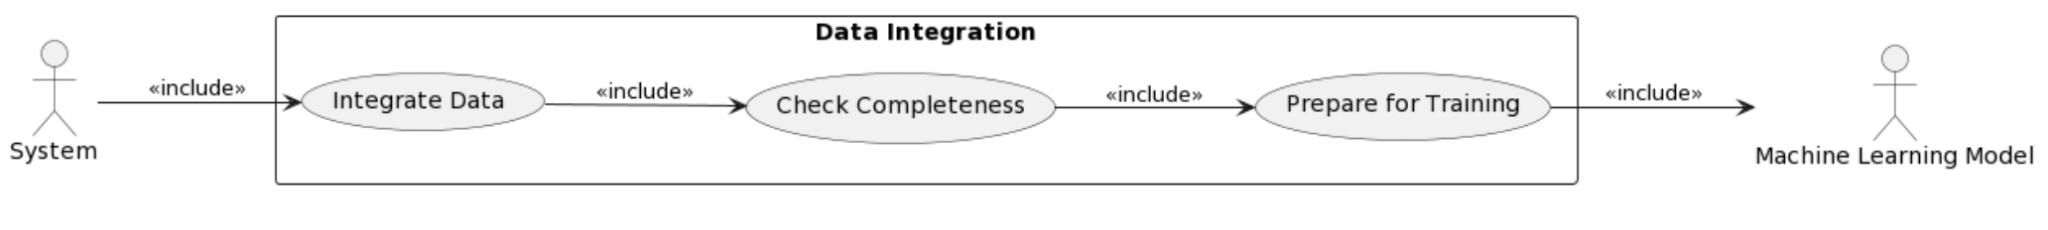 Data Integration
«include»
Integrate Data
«include»
Check Completeness
«include»
Prepare for Training
«include»
System
Machine Learning Model